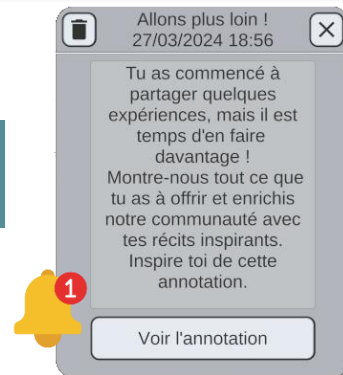 Allons plus loin !
27/03/2024 18:56
Tu as commencé à
partager quelques
expériences, mais il est
temps d'en faire
davantage !
Montre-nous tout ce que
tu as à offrir et enrichis
notre communauté avec
tes récits inspirants.
Inspire toi de cette
annotation.
1
Voir l'annotation